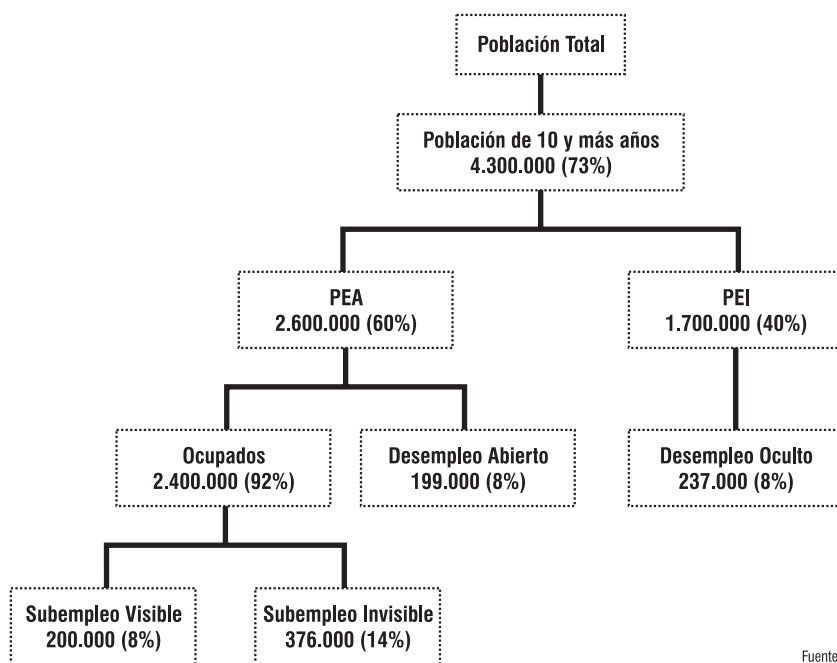 Población Total
Población de 10 y más años
4.300.000 (73%)
PEA
2.600.000 (60%)
PEI
1.700.000 (40%)
Ocupados
2.400.000 (92%)
Desempleo Abierto
199.000 (8%)
Desempleo Oculto
237.000 (8%)
Subempleo Visible
200.000 (8%)
Subempleo Invisible
376.000 (14%)
Fuente